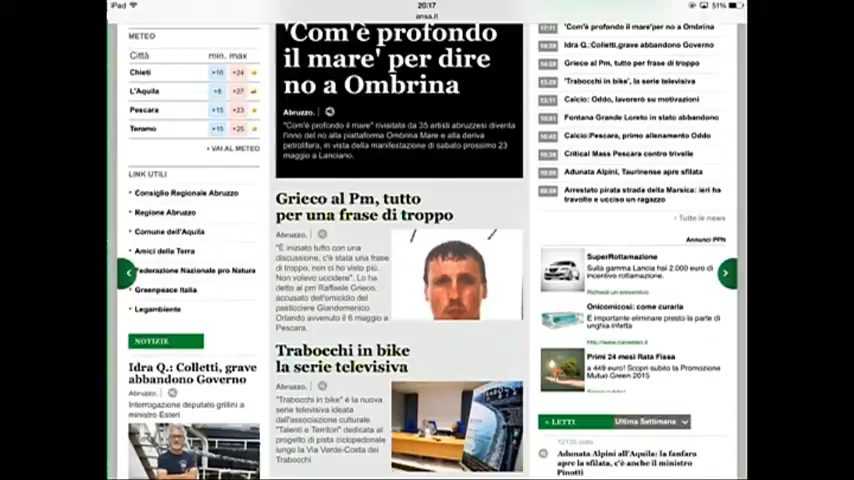 iPad
20:17
51%
ansa.it
METEO
Città min. max
Chieti +16 +24
L'Aquila +8 +27
Pescara +15 +23
Teramo +15 +25
• VAI AL METEO
LINK UTILI
Consiglio Regionale Abruzzo
Regione Abruzzo
Comune dell'Aquila
Amici della Terra
Federazione Nazionale pro Natura
Greenpeace Italia
Legambiente
NOTIZIE
Idra Q.: Colletti, grave
abbandono Governo
Abruzzo.
Interrogazione deputato grillini a
ministro Esteri
'Com'è profondo
il mare' per dire
no a Ombrina
Abruzzo.
"Com'è profondo il mare" rivisitata da 35 artisti abruzzesi diventa
l'inno del no alla piattaforma Ombrina Mare e alla deriva
petrolifera, in vista della manifestazione di sabato prossimo 23
maggio a Lanciano.
Grieco al Pm, tutto
per una frase di troppo
Abruzzo.
"È iniziato tutto con una
discussione, c'è stata una frase
di troppo, non ci ho visto più.
Non volevo uccidere". Lo ha
detto al pm Raffaele Grieco,
accusato dell'omicidio del
pasticciere Giandomenico
Orlando avvenuto il 6 maggio a
Pescara.
Trabocchi in bike
la serie televisiva
Abruzzo.
"Trabocchi in bike" è la nuova
serie televisiva ideata
dall'associazione culturale
"Talenti e Territori" dedicata al
progetto di pista ciclopedonale
lungo la Via Verde-Costa dei
Trabocchi
'Com'è profondo il mare'per no a Ombrina
Idra Q.:Colletti,grave abbandono Governo
Grieco al Pm, tutto per frase di troppo
'Trabocchi in bike', la serie televisiva
13:11 Calcio: Oddo, lavorerò su motivazioni
Fontana Grande Loreto in stato abbandono
Calcio:Pescara, primo allenamento Oddo
Critical Mass Pescara contro trivelle
Adunata Alpini, Taurinense apre sfilata
Arrestato pirata strada della Marsica: ieri ha
travolto e ucciso un ragazzo
› Tutte le news
Annunci PPN
SuperRottamazione
Sulla gamma Lancia hai 2.000 euro di
incentivo rottamazione.
Richiedi un preventivo
Onicomicosi: come curarla
È importante eliminare presto la parte di
unghia infetta
Primi 24 mesi Rata Fissa
a 449 euro! Scopri subito la Promozione
Mutuo Green 2015
+ LETTI
Ultima Settimana
Adunata Alpini all'Aquila: la fanfara
apre la sfilata, c'è anche il ministro
Pinotti